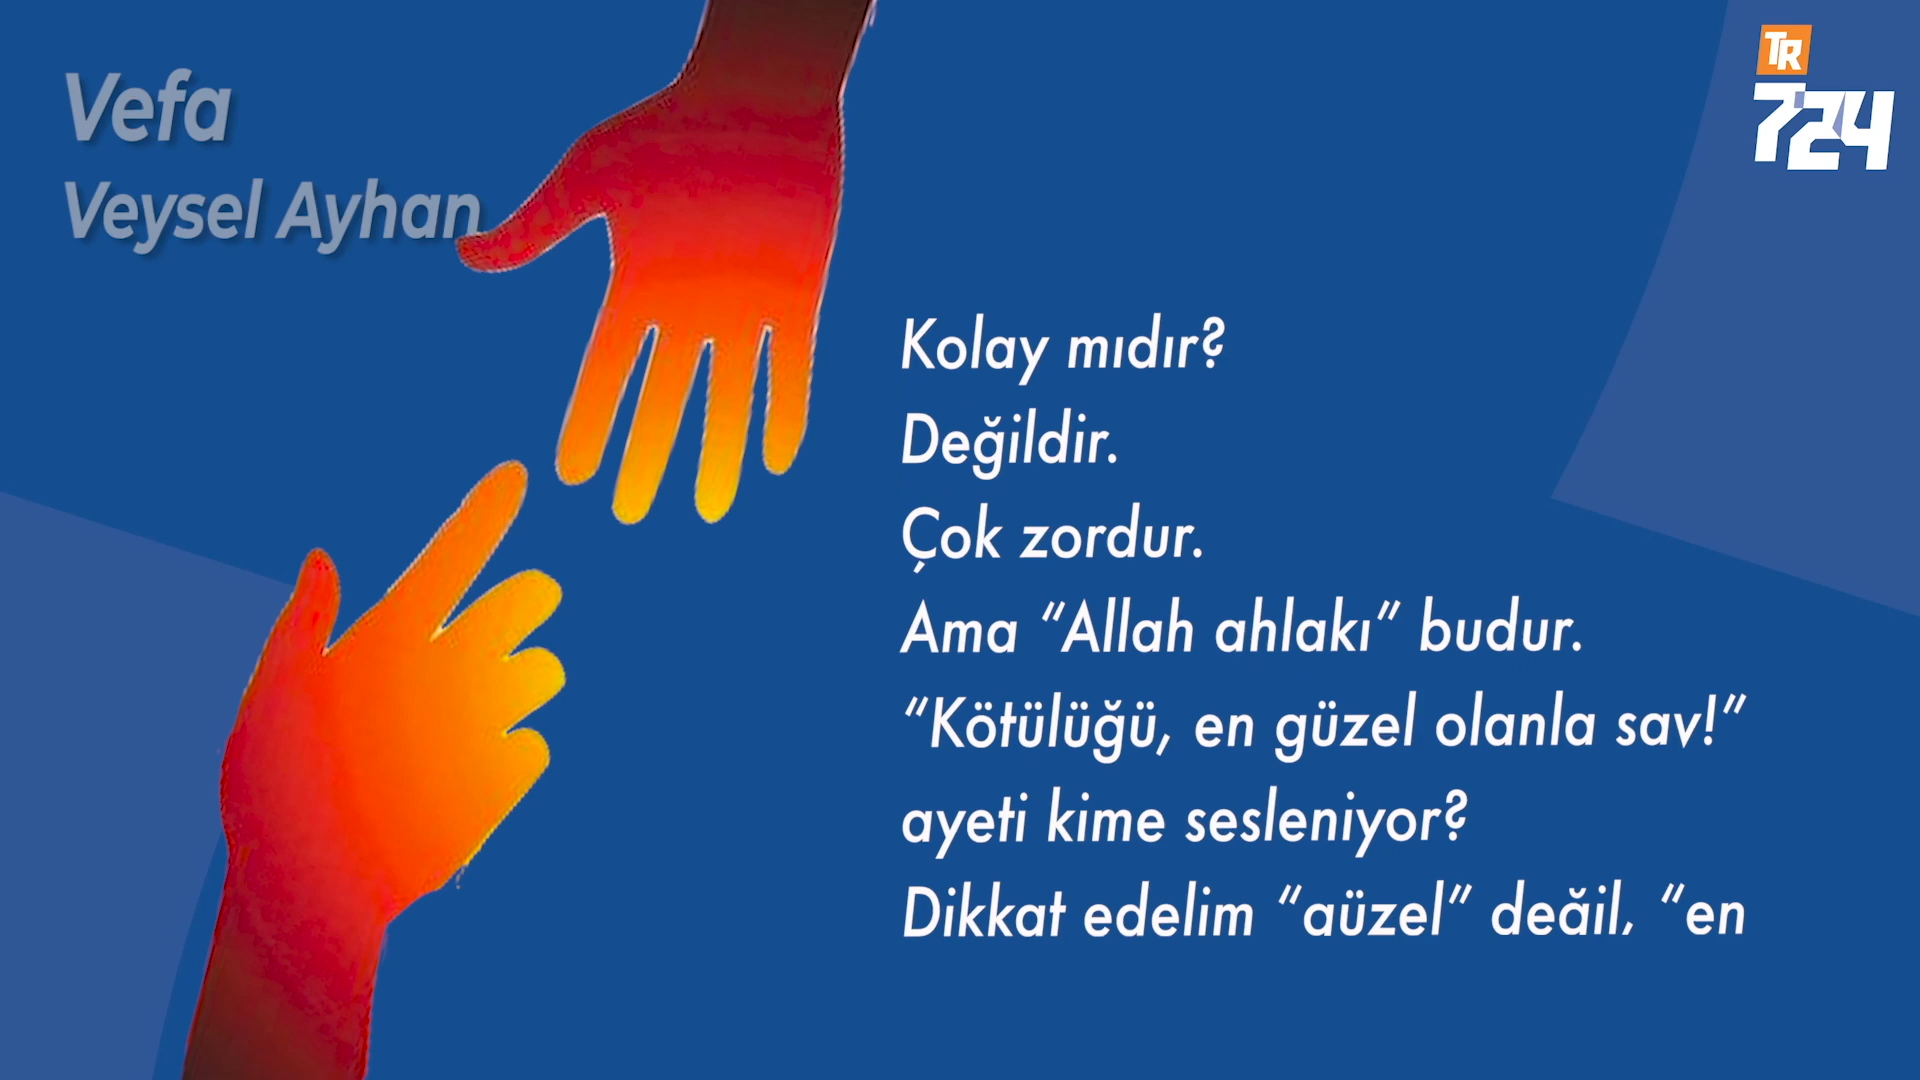 Vefa
Veysel Ayhan
TR
724
Kolay mıdır?
Değildir.
Çok zordur.
Ama “Allah ahlakı” budur.
“Kötülüğü, en güzel olanla sav!”
ayeti kime sesleniyor?
Dikkat edelim “güzel” değil, “en